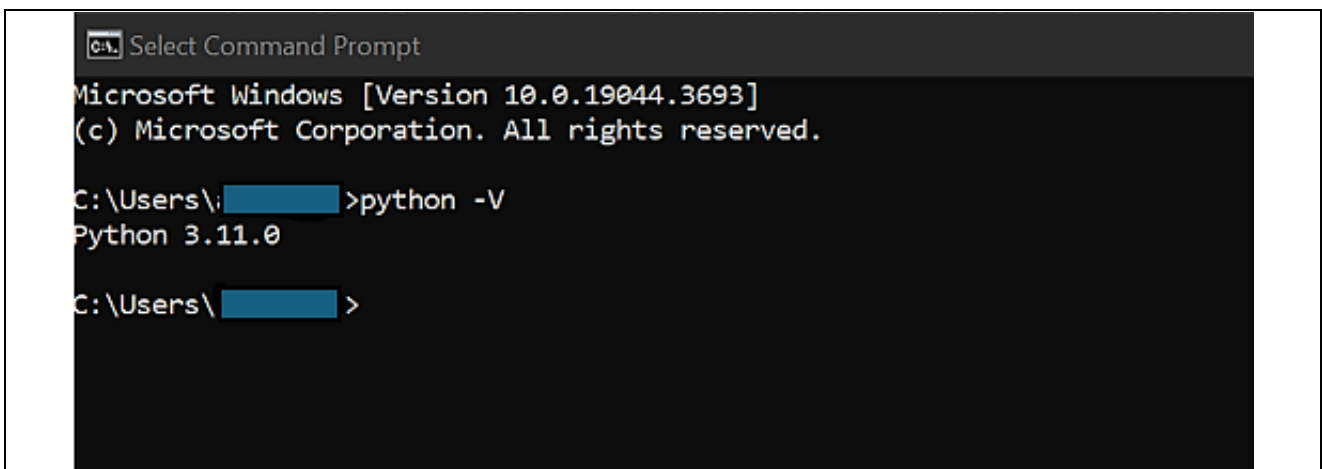 Select Command Prompt
Microsoft Windows [Version 10.0.19044.3693]
(c) Microsoft Corporation. All rights reserved.
C:\Users\ >python -V
Python 3.11.0
C:\Users\ >